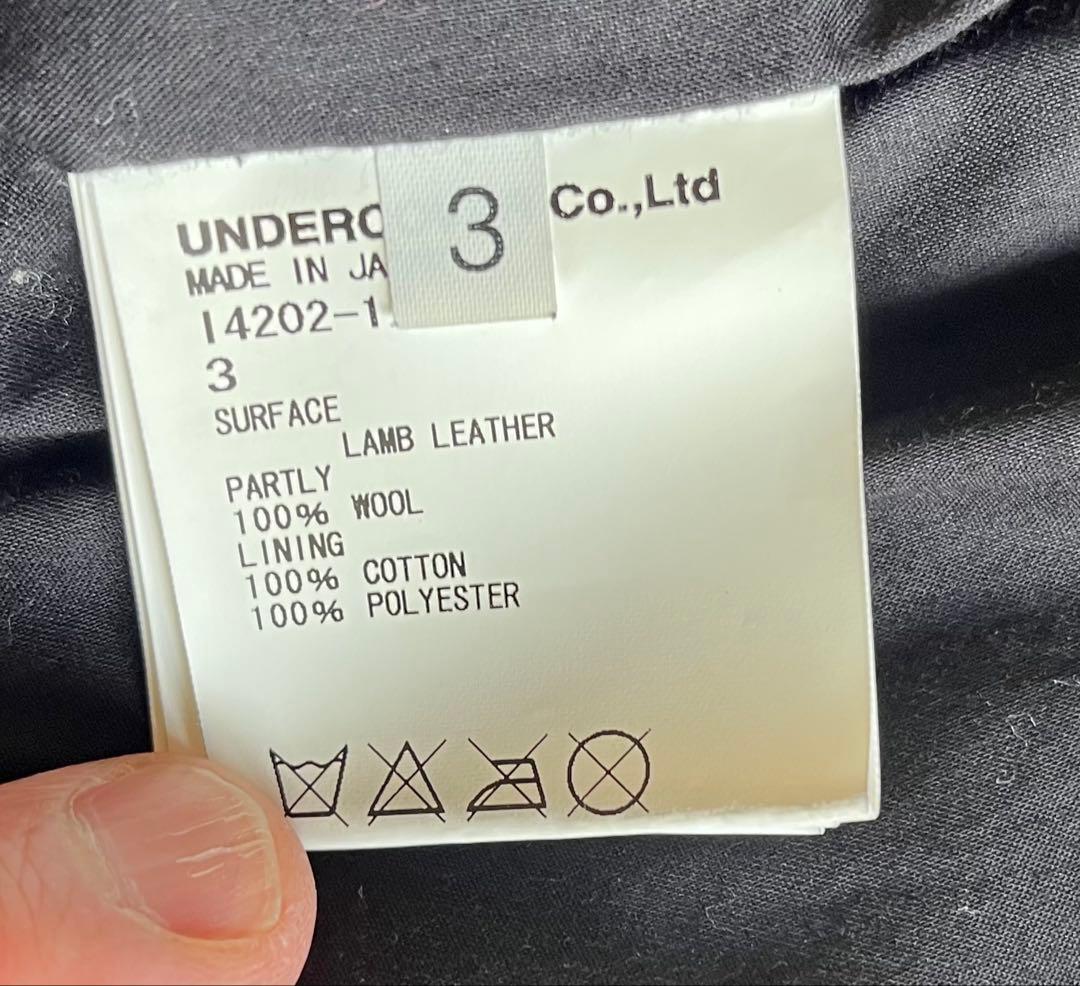 UNDERC 3 Co.,Ltd
MADE IN JA
I4202-1
3
SURFACE
LAMB LEATHER
PARTLY
100% WOOL
LINING
100% COTTON
100% POLYESTER